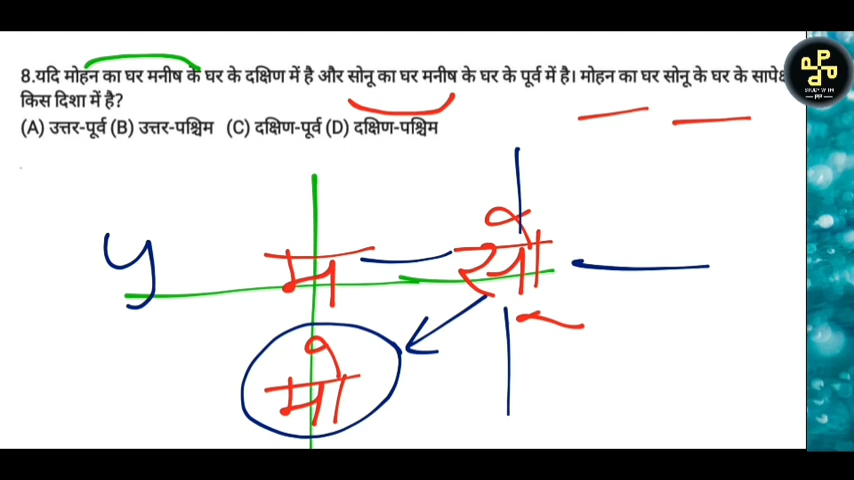 8.यदि मोहन का घर मनीष के घर के दक्षिण में है और सोनू का घर मनीष के घर के पूर्व में है। मोहन का घर सोनू के घर के सापेक्ष
किस दिशा में है?
(A) उत्तर-पूर्व (B) उत्तर-पश्चिम (C) दक्षिण-पूर्व (D) दक्षिण-पश्चिम
म
सो
मो